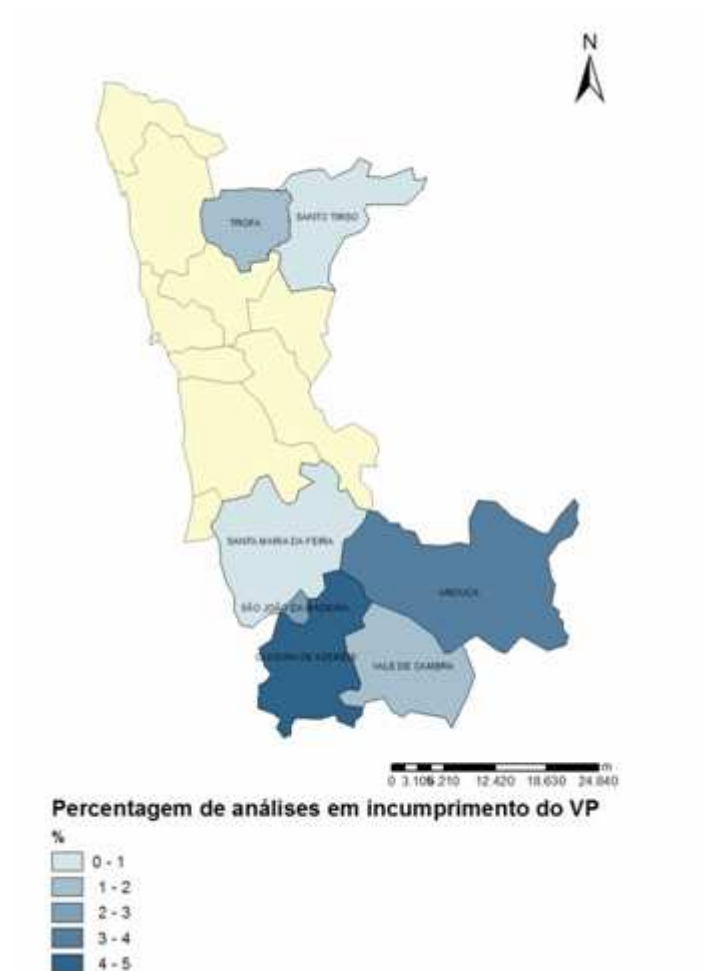 N
TROFA
SANTO TIRSO
SANTA MARIA DA FEIRA
AROUCA
SÃO JOÃO DA MADEIRA
OLIVEIRA DE AZEMÉIS
VALE DE CAMBRA
m
0 3.105 6.210 12.420 18.630 24.840
Percentagem de análises em incumprimento do VP
%
0 - 1
1 - 2
2 - 3
3 - 4
4 - 5